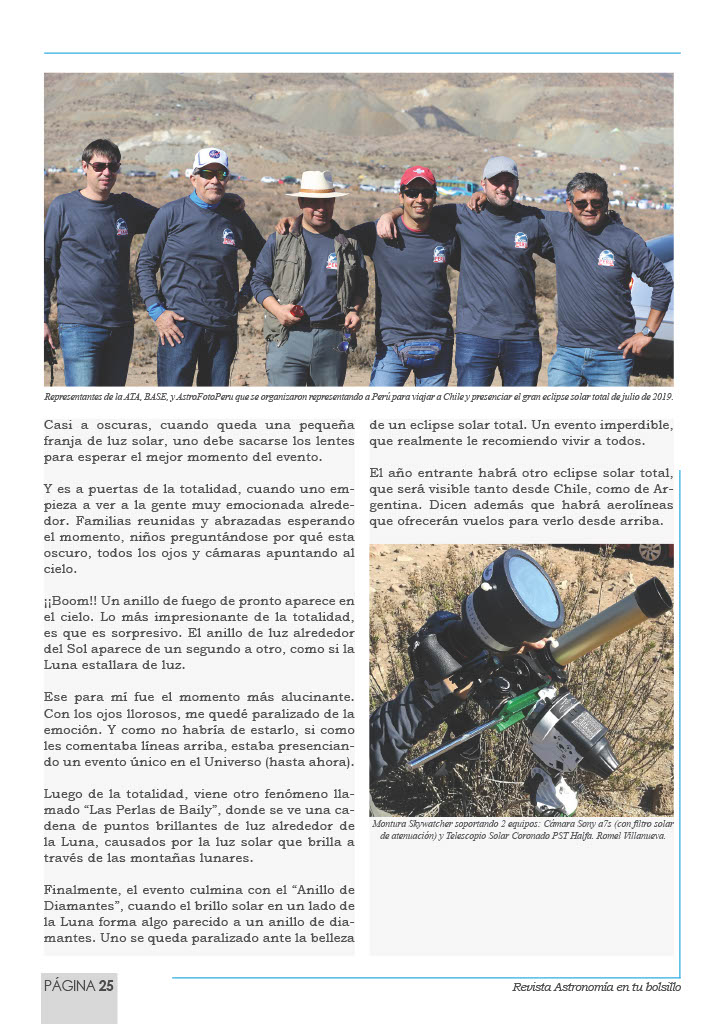 Representantes de la ATA, BASE, y AstroFotoPeru que se organizaron representando a Perú para viajar a Chile y presenciar el gran eclipse solar total de julio de 2019.
Casi a oscuras, cuando queda una pequeña
franja de luz solar, uno debe sacarse los lentes
para esperar el mejor momento del evento.
Y es a puertas de la totalidad, cuando uno em-
pieza a ver a la gente muy emocionada alrede-
dor. Familias reunidas y abrazadas esperando
el momento, niños preguntándose por qué esta
oscuro, todos los ojos y cámaras apuntando al
cielo.
¡¡Boom!! Un anillo de fuego de pronto aparece en
el cielo. Lo más impresionante de la totalidad,
es que es sorpresivo. El anillo de luz alrededor
del Sol aparece de un segundo a otro, como si la
Luna estallara de luz.
Ese para mí fue el momento más alucinante.
Con los ojos llorosos, me quedé paralizado de la
emoción. Y como no habría de estarlo, si como
les comentaba líneas arriba, estaba presencian-
do un evento único en el Universo (hasta ahora).
Luego de la totalidad, viene otro fenómeno lla-
mado “Las Perlas de Baily”, donde se ve una ca-
dena de puntos brillantes de luz alrededor de
la Luna, causados por la luz solar que brilla a
través de las montañas lunares.
Finalmente, el evento culmina con el “Anillo de
Diamantes”, cuando el brillo solar en un lado de
la Luna forma algo parecido a un anillo de dia-
mantes. Uno se queda paralizado ante la belleza
de un eclipse solar total. Un evento imperdible,
que realmente le recomiendo vivir a todos.
El año entrante habrá otro eclipse solar total,
que será visible tanto desde Chile, como de Ar-
gentina. Dicen además que habrá aerolíneas
que ofrecerán vuelos para verlo desde arriba.
Montura Skywatcher soportando 2 equipos: Cámara Sony a7s (con filtro solar
de atenuación) y Telescopio Solar Coronado PST Halfa. Romel Villanueva.
PÁGINA 25
Revista Astronomía en tu bolsillo